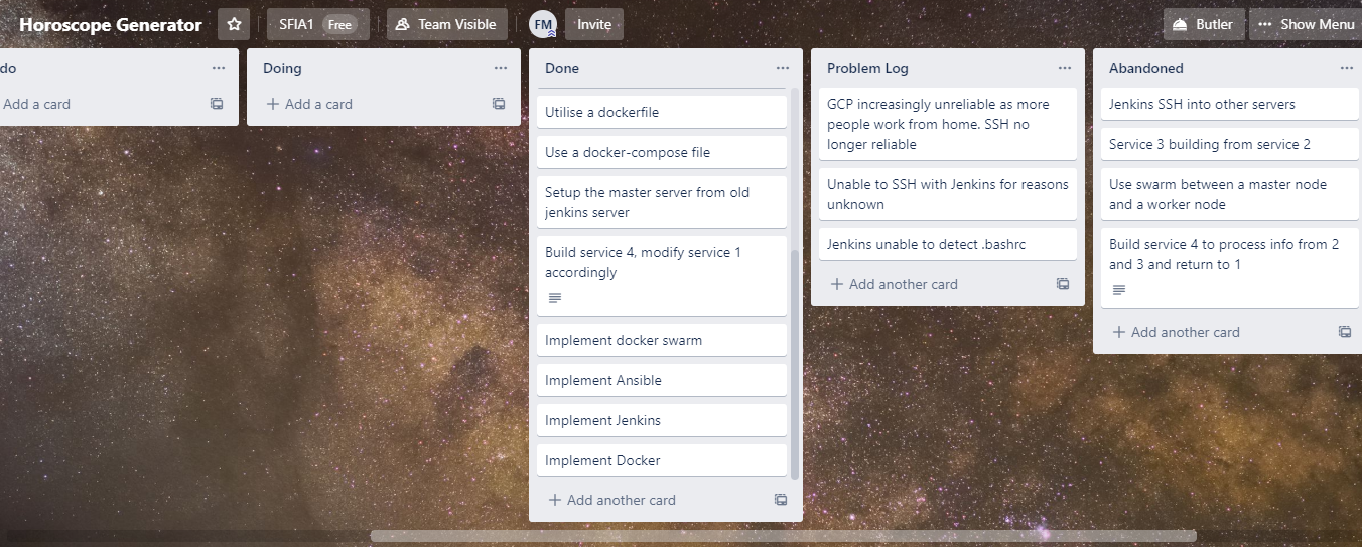 Horoscope Generator
SFIA1 Free
Team Visible
FM
Invite
Butler
Show Menu
do
Add a card
Doing
Add a card
Done
Utilise a dockerfile
Use a docker-compose file
Setup the master server from old
jenkins server
Build service 4, modify service 1
accordingly
Implement docker swarm
Implement Ansible
Implement Jenkins
Implement Docker
Add another card
Problem Log
GCP increasingly unreliable as more
people work from home. SSH no
longer reliable
Unable to SSH with Jenkins for reasons
unknown
Jenkins unable to detect .bashrc
Add another card
Abandoned
Jenkins SSH into other servers
Service 3 building from service 2
Use swarm between a master node
and a worker node
Build service 4 to process info from 2
and 3 and return to 1
Add another card